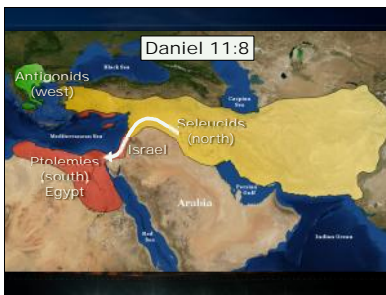 Daniel 11:8
Black Sea
Antigonids
(west)
Caspian
Sea
Seleucids
(north)
Mediterranean Sea
Israel
Ptolemies
(south)
Egypt
Persian
Gulf
Arabia
Red
Sea
Indian Ocean